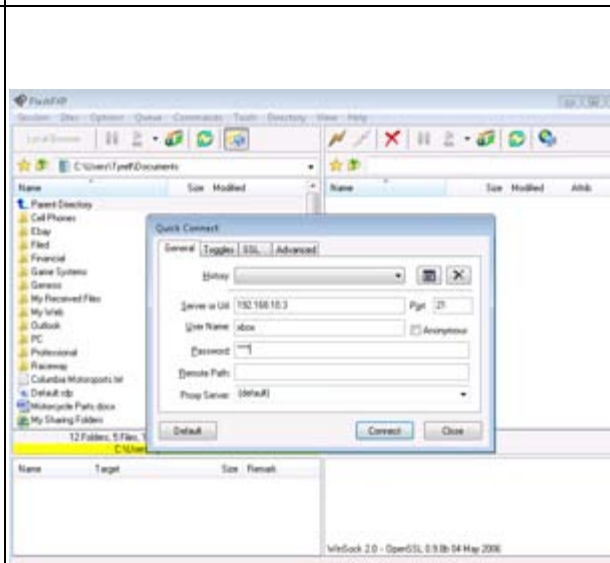 FlashFXP
Session Sites Options Queue Commands Tools Directory View Help
C:\Users\Tyrell\Documents
Name Size Modified
Name Size Modified Attrib
Parent Directory
Cell Phones
Ebay
Filed
Financial
Game Systems
Genesis
My Received Files
My Web
Outlook
PC
Professional
Raceway
Columbia Motorsports.txt
Default.rdp
Motorcycle Parts.docx
My Sharing Folders
12 Folders, 5 Files, 1
C:\User
Quick Connect
General Toggles SSL Advanced
History
Server or Url 192.168.10.3 Port 21
User Name xbox Anonymous
Password ****
Remote Path
Proxy Server (default)
Default Connect Close
Name Target Size Remark
WinSock 2.0 - OpenSSL 0.9.8b 04 May 2006